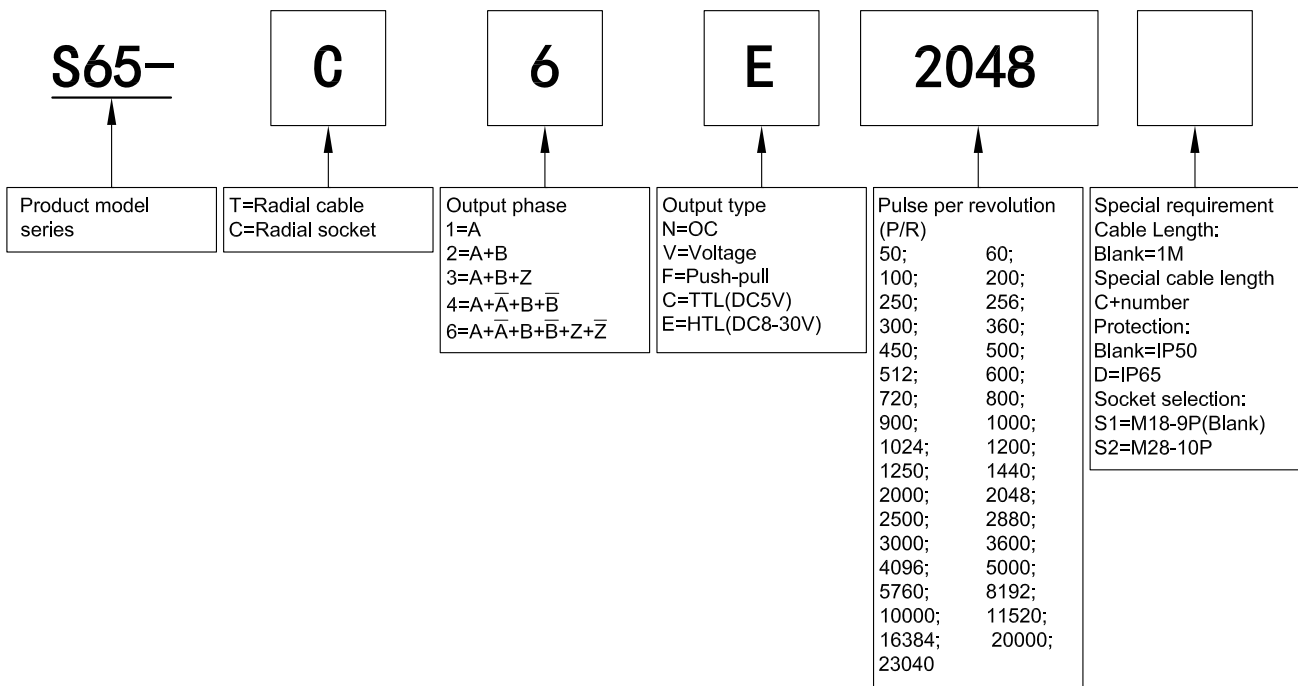 S65- C 6 E 2048
Product model
series
T=Radial cable
C=Radial socket
Output phase
1=A
2=A+B
3=A+B+Z
4=A+A̅+B+B̅
6=A+A̅+B+B̅+Z+Z̅
Output type
N=OC
V=Voltage
F=Push-pull
C=TTL(DC5V)
E=HTL(DC8-30V)
Pulse per revolution
(P/R)
50; 60;
100; 200;
250; 256;
300; 360;
450; 500;
512; 600;
720; 800;
900; 1000;
1024; 1200;
1250; 1440;
2000; 2048;
2500; 2880;
3000; 3600;
4096; 5000;
5760; 8192;
10000; 11520;
16384; 20000;
23040
Special requirement
Cable Length:
Blank=1M
Special cable length
C+number
Protection:
Blank=IP50
D=IP65
Socket selection:
S1=M18-9P(Blank)
S2=M28-10P